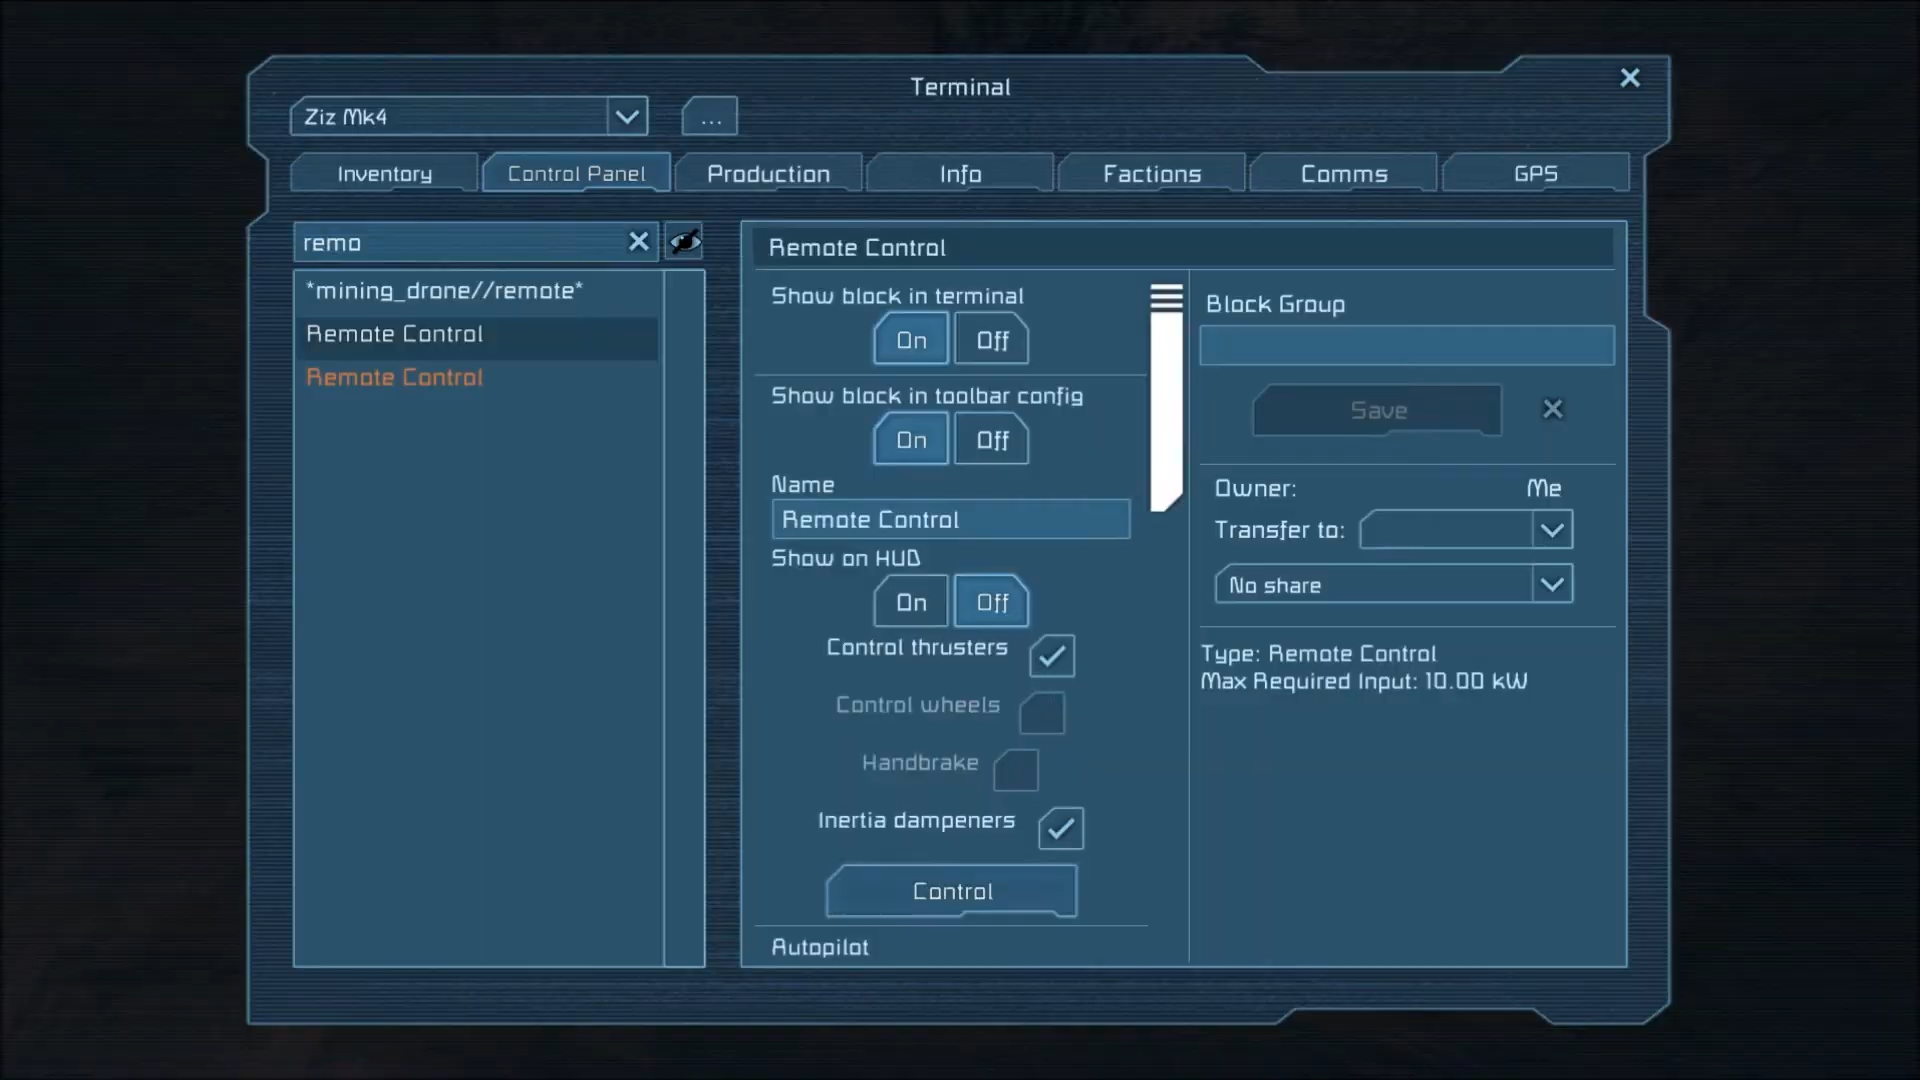 Terminal
Ziz Mk4
...
Inventory
Control Panel
Production
Info
Factions
Comms
GPS
remo
*mining_drone//remote*
Remote Control
Remote Control
Remote Control
Show block in terminal
On Off
Show block in toolbar config
On Off
Name
Remote Control
Show on HUD
On Off
Control thrusters
Control wheels
Handbrake
Inertia dampeners
Control
Autopilot
Block Group
Save
Owner: Me
Transfer to:
No share
Type: Remote Control
Max Required Input: 10.00 kW